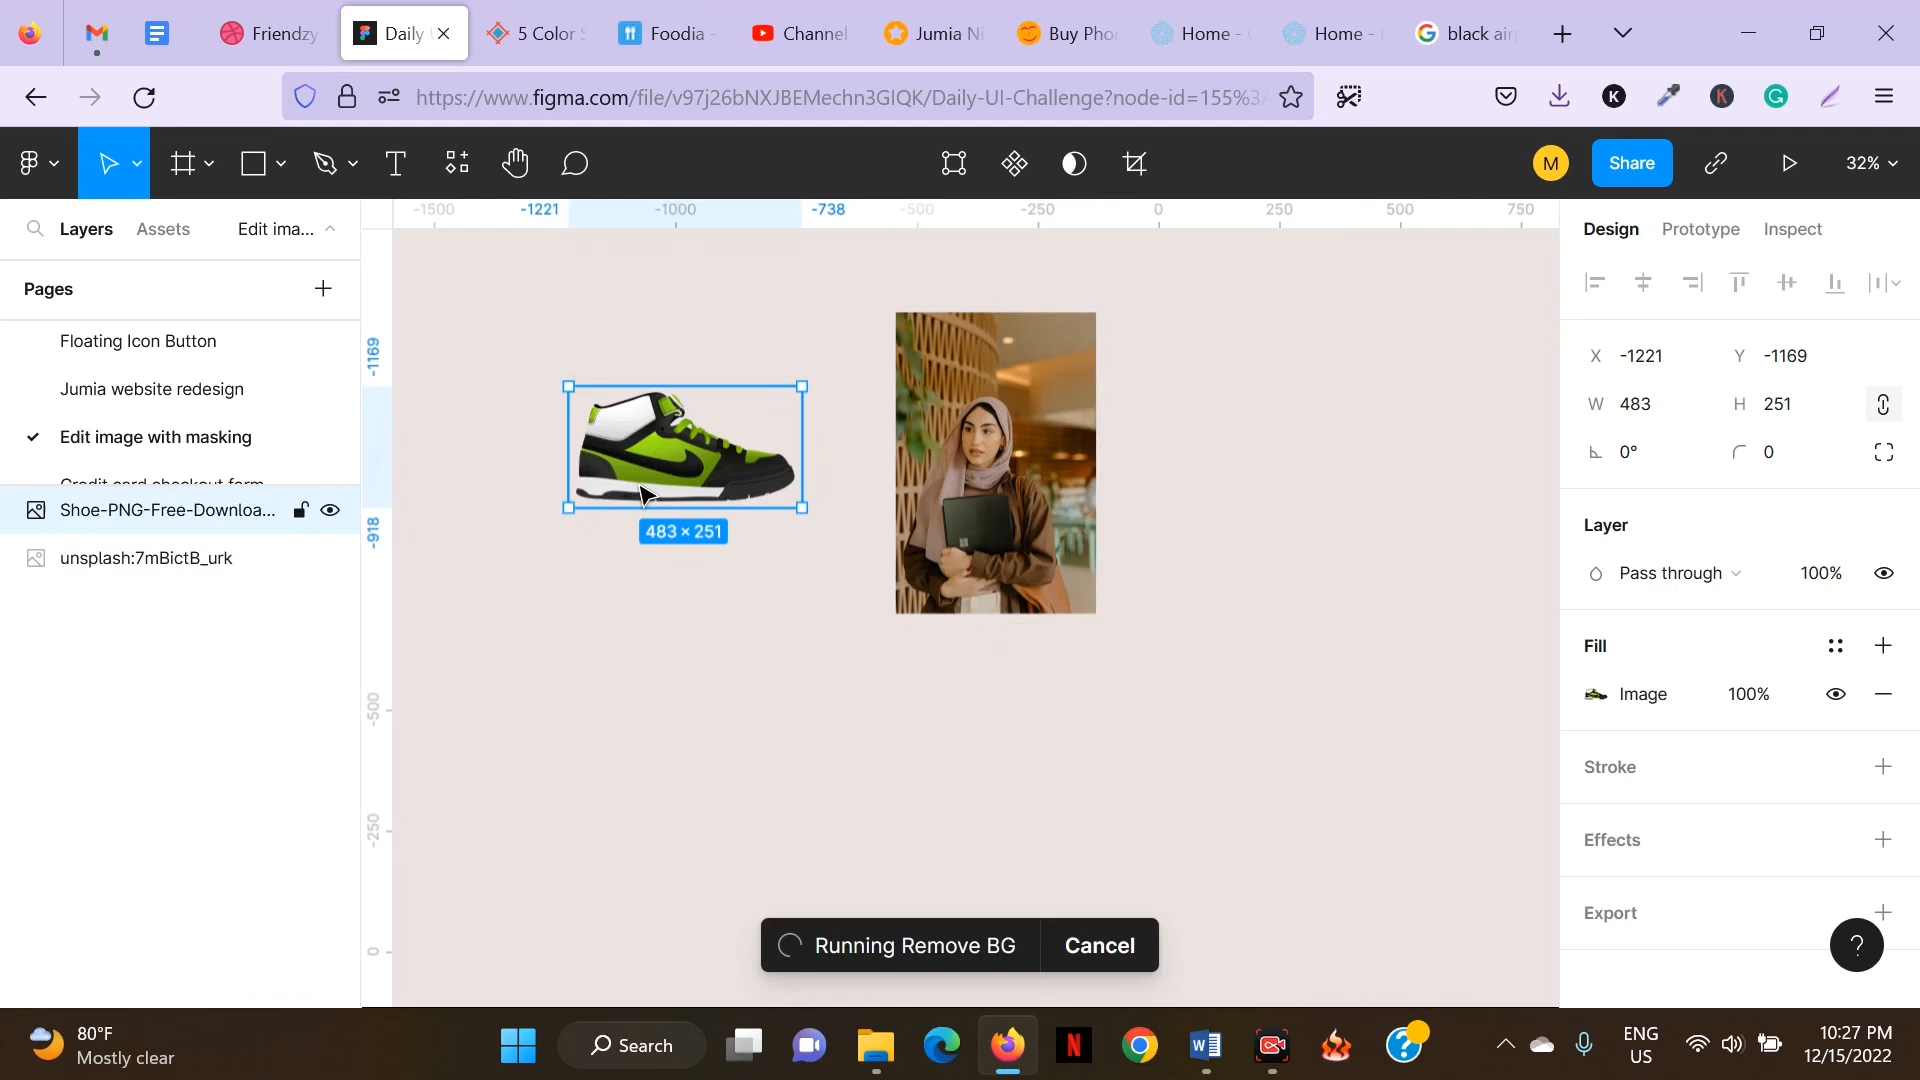 Friendzy
Daily
5 Color
Foodia -
Channel
Jumia Ni
Buy Pho
Home -
Home -
black air
https://www.figma.com/file/v97j26bNXJBEMechn3GIQK/Daily-UI-Challenge?node-id=155%3
K
K
G
M
Share
32%
Layers
Assets
Edit ima...
-1500
-1221
-1000
-738
-500
-250
0
250
500
750
Design
Prototype
Inspect
Pages
Floating Icon Button
Jumia website redesign
Edit image with masking
Credit card checkout form
Shoe-PNG-Free-Downloa...
unsplash:7mBictB_urk
-1169
-918
-500
-250
0
483 × 251
X -1221
Y -1169
W 483
H 251
0°
0
Layer
Pass through
100%
Fill
Image
100%
Stroke
Effects
Export
?
Running Remove BG
Cancel
80°F
Mostly clear
Search
N
W
?
ENG
US
10:27 PM
12/15/2022